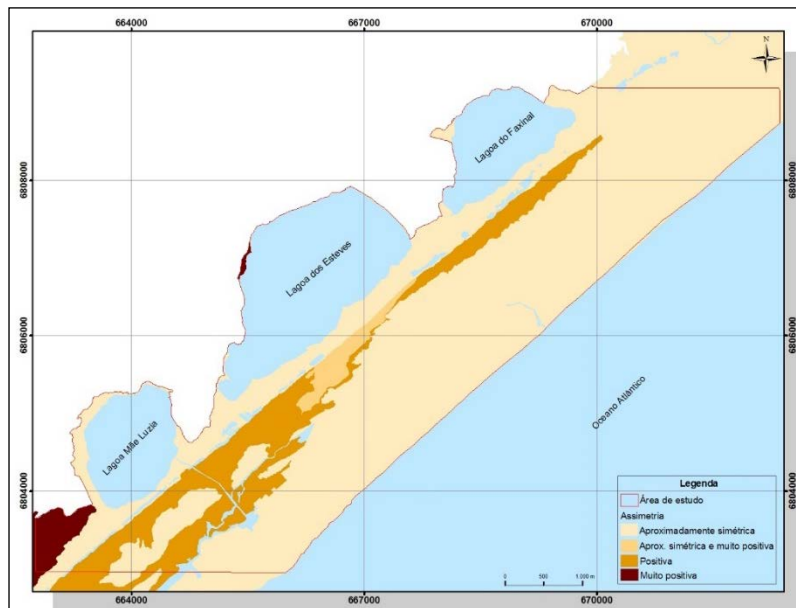 664000
667000
670000
N
6808000
6808000
Lagoa do Faxinal
Lagoa dos Esteves
6806000
6806000
Oceano Atlântico
Lagoa Mãe Luzia
6804000
6804000
Legenda
Área de estudo
Assimetria
Aproximadamente simétrica
Aprox. simétrica e muito positiva
Positiva
Muito positiva
0 500 1.000 m
664000
667000
670000